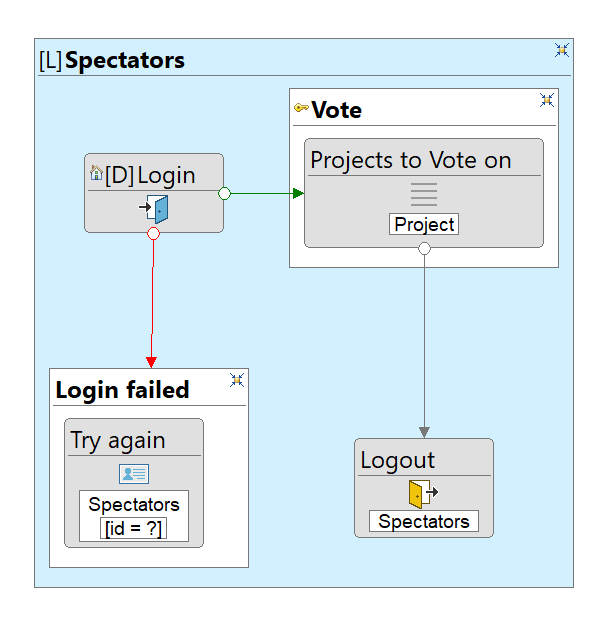 [L]Spectators
Vote
Projects to Vote on
Project
[D]Login
Login failed
Try again
Spectators
[id = ?]
Logout
Spectators